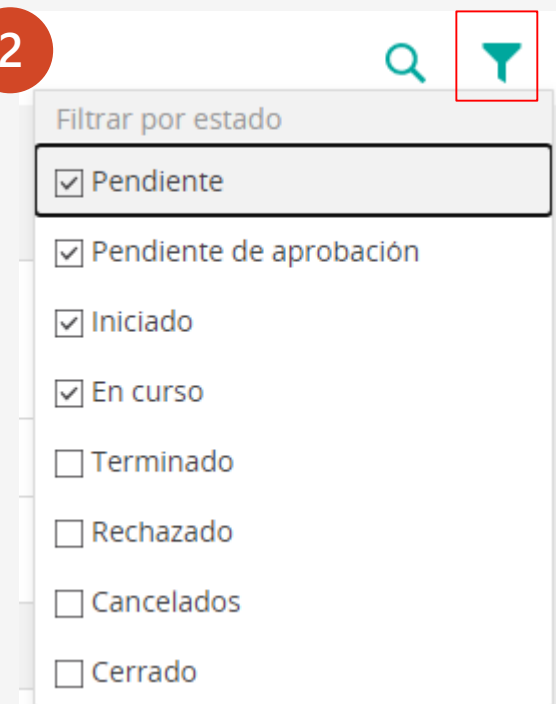 2
Filtrar por estado
Pendiente
Pendiente de aprobación
Iniciado
En curso
Terminado
Rechazado
Cancelados
Cerrado